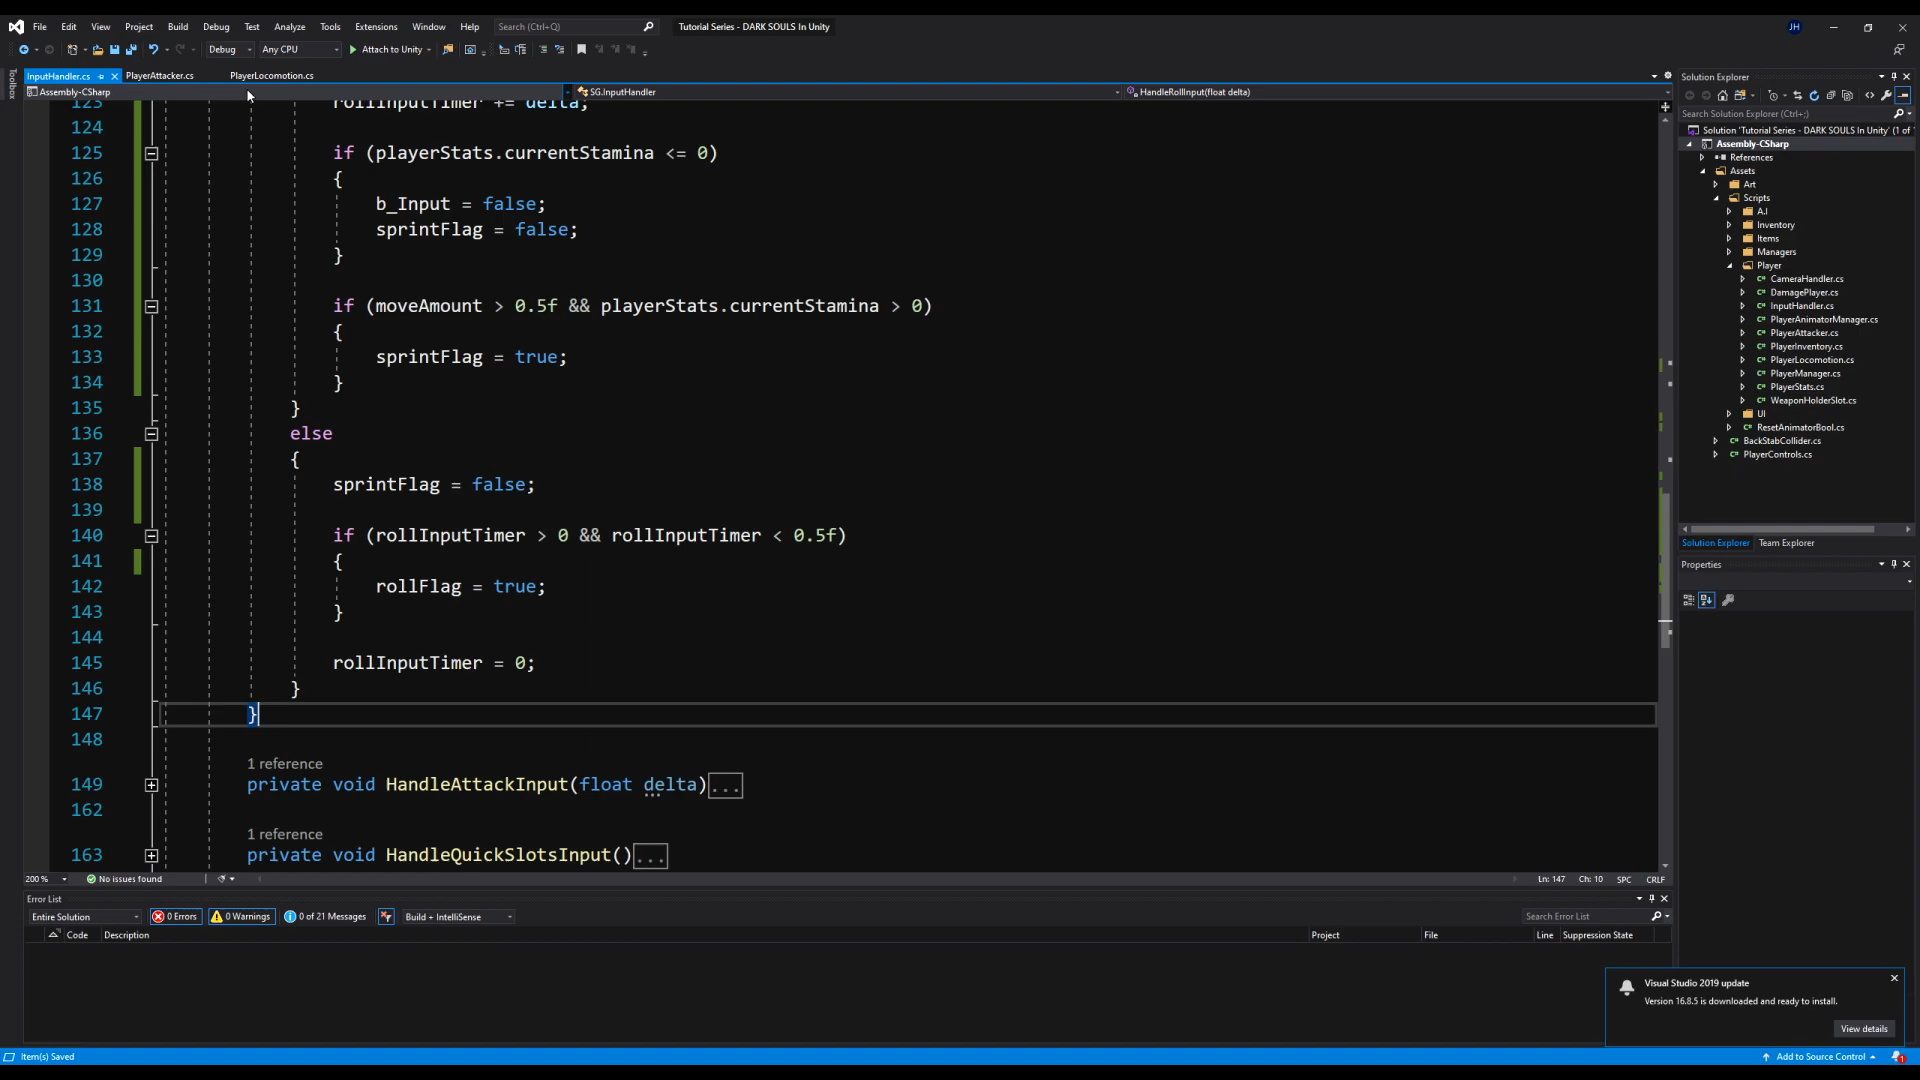 File Edit View Project Build Debug Test Analyze Tools Extensions Window Help Search (Ctrl+Q) Tutorial Series - DARK SOULS In Unity JH
Debug Any CPU Attach to Unity
Toolbox
InputHandler.cs PlayerAttacker.cs PlayerLocomotion.cs
Assembly-CSharp SG.InputHandler HandleRollInput(float delta)
123 rollInputTimer += delta;
124
125 if (playerStats.currentStamina <= 0)
126 {
127 b_Input = false;
128 sprintFlag = false;
129 }
130
131 if (moveAmount > 0.5f && playerStats.currentStamina > 0)
132 {
133 sprintFlag = true;
134 }
135 }
136 else
137 {
138 sprintFlag = false;
139
140 if (rollInputTimer > 0 && rollInputTimer < 0.5f)
141 {
142 rollFlag = true;
143 }
144
145 rollInputTimer = 0;
146 }
147 }
148
1 reference
149 private void HandleAttackInput(float delta)...
162
1 reference
163 private void HandleQuickSlotsInput()...
200 % No issues found Ln: 147 Ch: 10 SPC CRLF
Error List
Entire Solution 0 Errors 0 Warnings 0 of 21 Messages Build + IntelliSense Search Error List
Code Description Project File Line Suppression State
Solution Explorer
Search Solution Explorer (Ctrl+;)
Solution 'Tutorial Series - DARK SOULS In Unity' (1 of
Assembly-CSharp
References
Assets
Art
Scripts
A.I
Inventory
Items
Managers
Player
CameraHandler.cs
DamagePlayer.cs
InputHandler.cs
PlayerAnimatorManager.cs
PlayerAttacker.cs
PlayerInventory.cs
PlayerLocomotion.cs
PlayerManager.cs
PlayerStats.cs
WeaponHolderSlot.cs
UI
ResetAnimatorBool.cs
BackStabCollider.cs
PlayerControls.cs
Solution Explorer Team Explorer
Properties
Visual Studio 2019 update
Version 16.8.5 is downloaded and ready to install.
View details
Item(s) Saved Add to Source Control 1